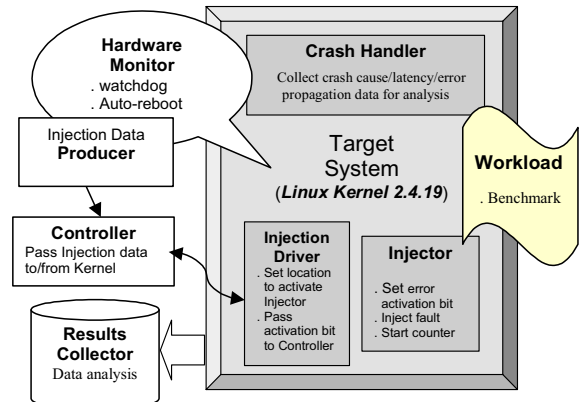 Hardware
Monitor
. watchdog
. Auto-reboot
Crash Handler
Collect crash cause/latency/error
propagation data for analysis
Injection Data
Producer
Target
System
(Linux Kernel 2.4.19)
Workload
. Benchmark
Controller
Pass Injection data
to/from Kernel
Injection
Driver
. Set location
to activate
Injector
. Pass
activation bit
to Controller
Injector
. Set error
activation bit
. Inject fault
. Start counter
Results
Collector
Data analysis